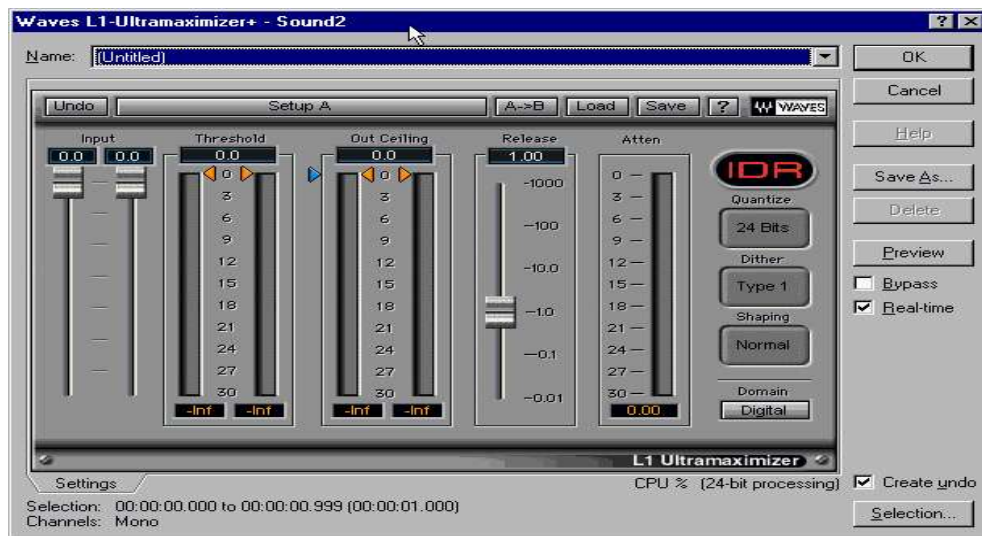 Waves L1-Ultramaximizer+ - Sound2
? ×
Name: (Untitled)
OK
Cancel
Help
Save As...
Delete
Preview
Bypass
Real-time
Create undo
Selection...
Undo Setup A A->B Load Save ? WAVES
Input Threshold Out Ceiling Release Atten
0.0 0.0 0.0 0.0 1.00
0 0 -1000 0
3 3 3
6 6 -100 6
9 9 9
12 12 -10.0 12
15 15 15
18 18 -1.0 18
21 21 21
24 24 -0.1 24
27 27 27
30 30 -0.01 30
-Inf -Inf -Inf -Inf 0.00
IDR
Quantize
24 Bits
Dither
Type 1
Shaping
Normal
Domain
Digital
L1 Ultramaximizer
Settings
CPU % (24-bit processing)
Selection: 00:00:00.000 to 00:00:00.999 (00:00:01.000)
Channels: Mono